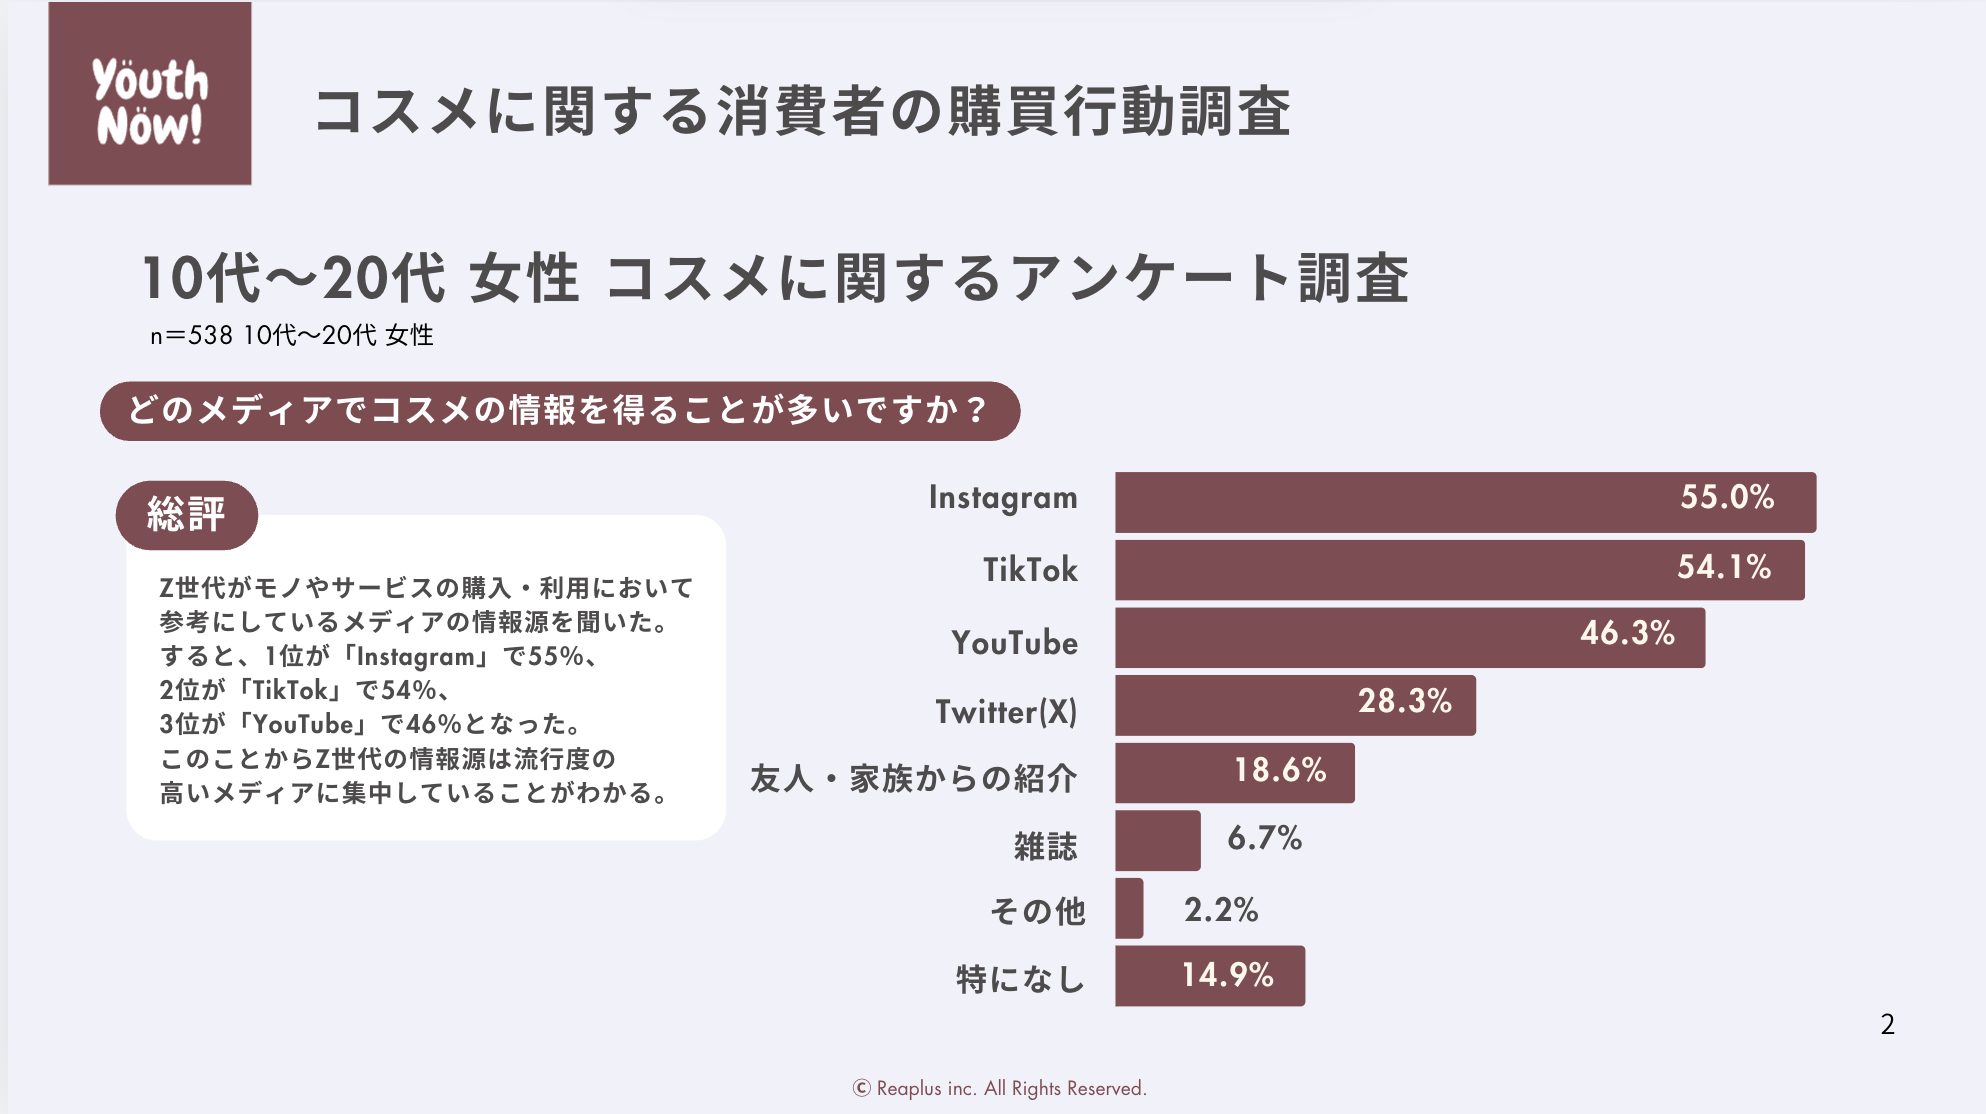 Yöuth
Nöw!
コスメに関する消費者の購買行動調査
10代〜20代 女性 コスメに関するアンケート調査
n＝538 10代〜20代 女性
どのメディアでコスメの情報を得ることが多いですか？
総評
Z世代がモノやサービスの購入・利用において
参考にしているメディアの情報源を聞いた。
すると、1位が「Instagram」で55%、
2位が「TikTok」で54%、
3位が「YouTube」で46%となった。
このことからZ世代の情報源は流行度の
高いメディアに集中していることがわかる。
Instagram 55.0%
TikTok 54.1%
YouTube 46.3%
Twitter(X) 28.3%
友人・家族からの紹介 18.6%
雑誌 6.7%
その他 2.2%
特になし 14.9%
2
© Reaplus inc. All Rights Reserved.